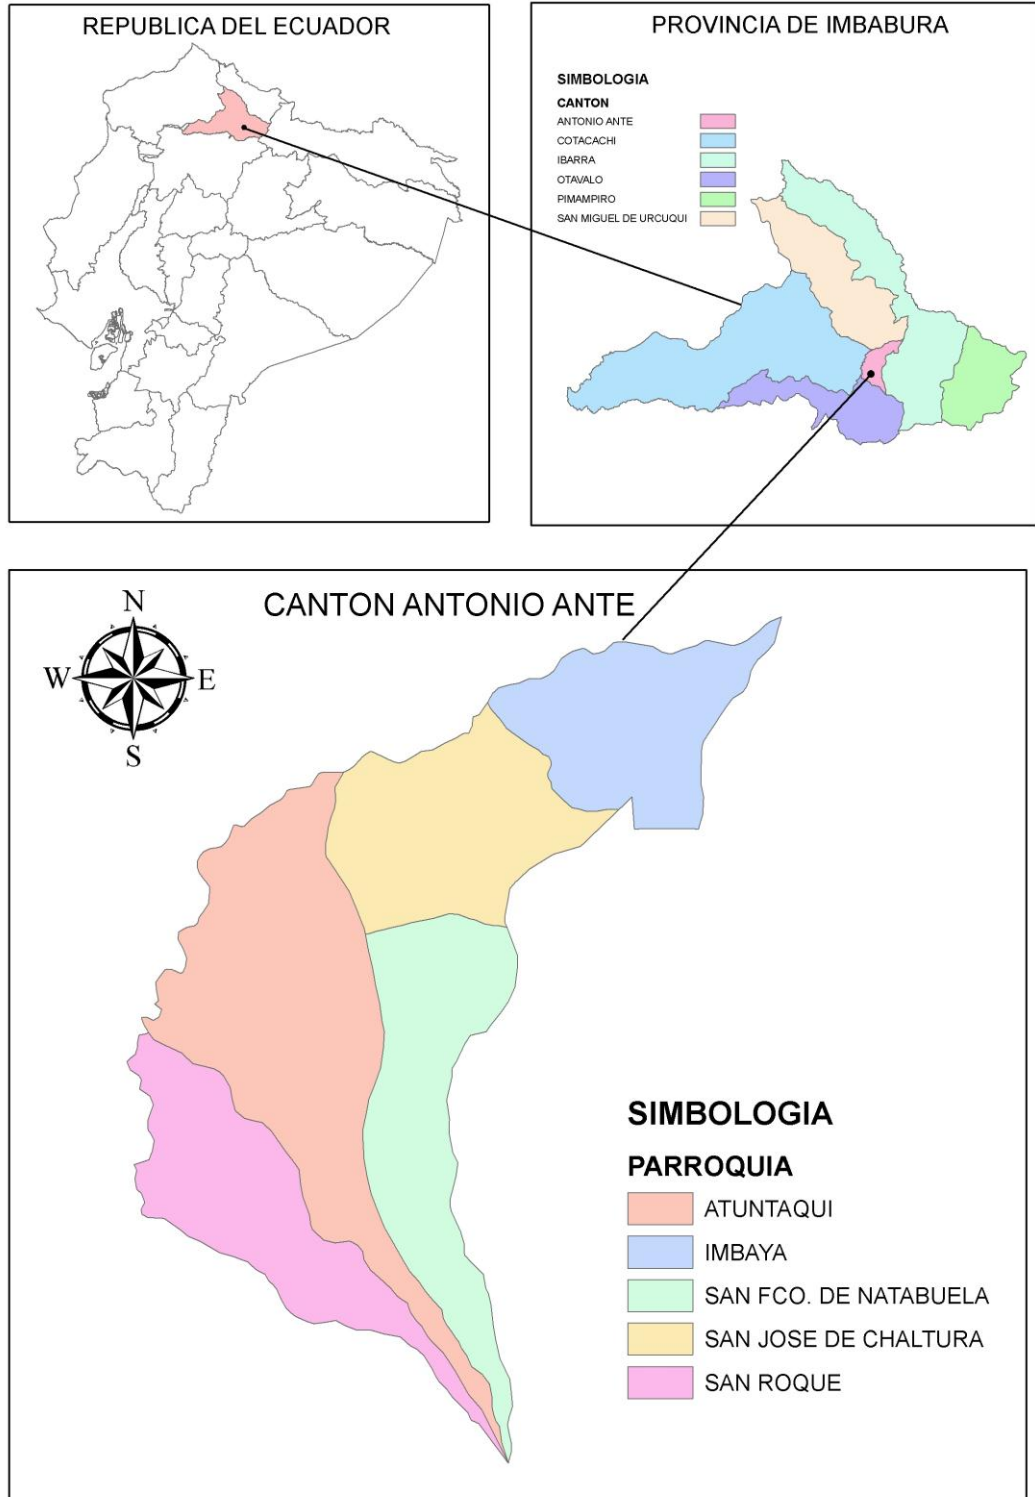 REPUBLICA DEL ECUADOR
PROVINCIA DE IMBABURA
SIMBOLOGIA
CANTON
ANTONIO ANTE
COTACACHI
IBARRA
OTAVALO
PIMAMPIRO
SAN MIGUEL DE URCUQUI
CANTON ANTONIO ANTE
N
W E
S
SIMBOLOGIA
PARROQUIA
ATUNTAQUI
IMBAYA
SAN FCO. DE NATABUELA
SAN JOSE DE CHALTURA
SAN ROQUE